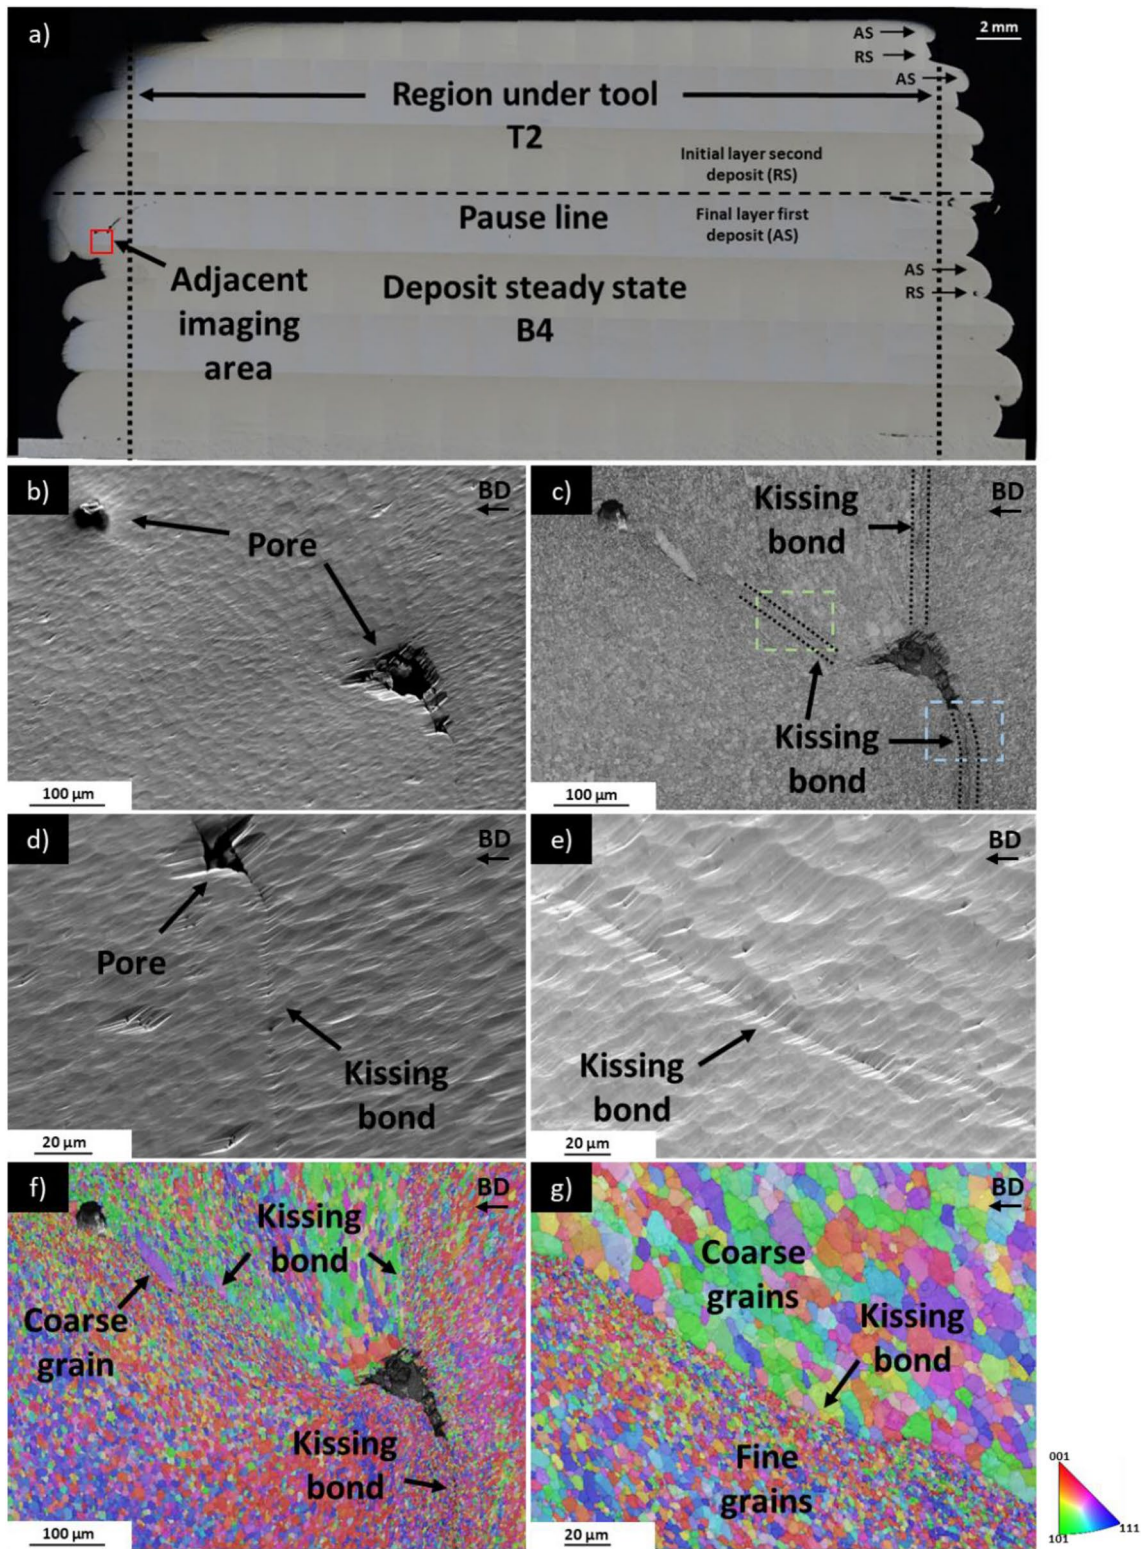 a)
2 mm
AS
RS
AS
Region under tool
T2
Initial layer second
deposit (RS)
Pause line
Final layer first
deposit (AS)
Adjacent
imaging
area
Deposit steady state
B4
AS
RS
b)
BD
Pore
100 µm
c)
BD
Kissing
bond
Kissing
bond
100 µm
d)
BD
Pore
Kissing
bond
20 µm
e)
BD
Kissing
bond
20 µm
f)
BD
Kissing
bond
Coarse
grain
Kissing
bond
100 µm
g)
BD
Coarse
grains
Kissing
bond
Fine
grains
20 µm
001
101
111